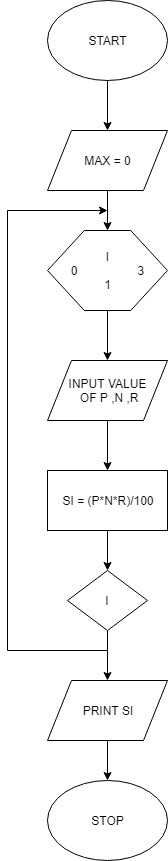 START
MAX = 0
I
0 3
1
INPUT VALUE
OF P ,N ,R
SI = (P*N*R)/100
I
PRINT SI
STOP